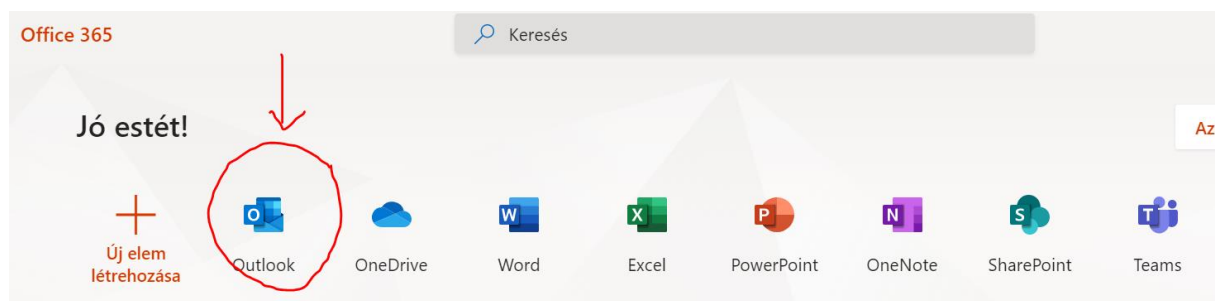 Office 365
Keresés
Jó estét!
Az
Új elem
létrehozása
Outlook
OneDrive
Word
Excel
PowerPoint
OneNote
SharePoint
Teams